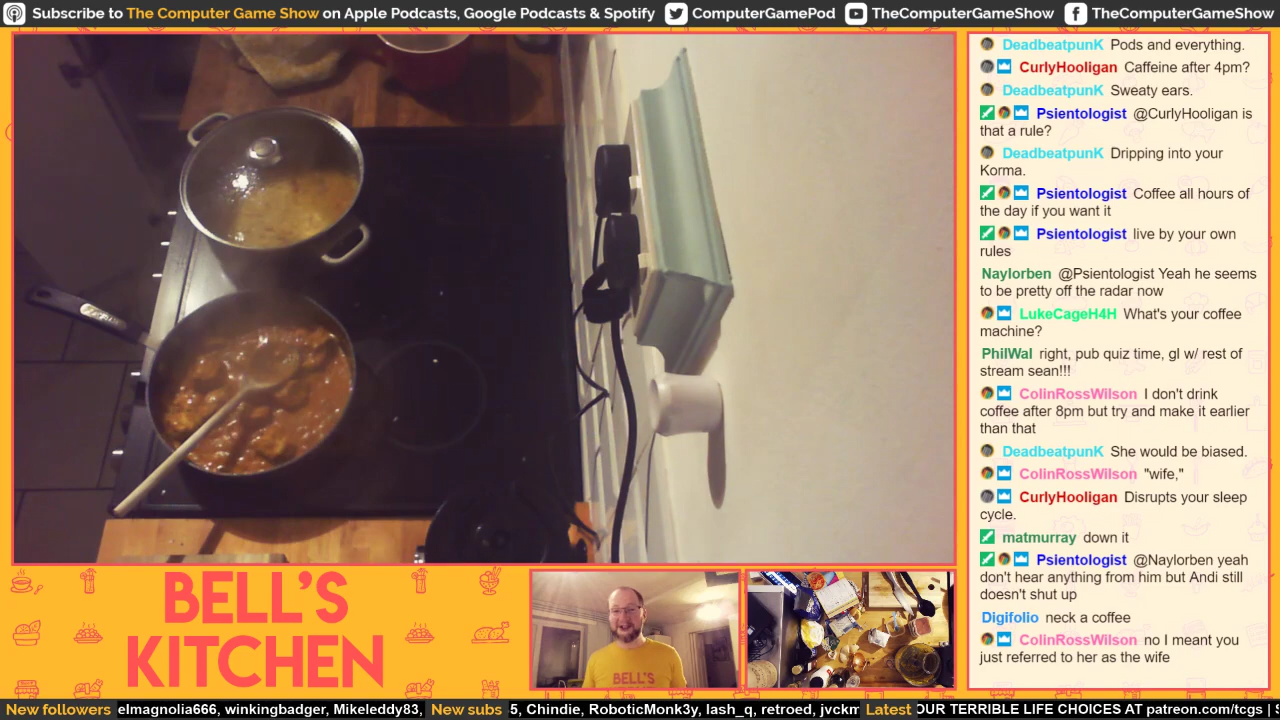 Subscribe to The Computer Game Show on Apple Podcasts, Google Podcasts & Spotify ComputerGamePod TheComputerGameShow TheComputerGameShow
DeadbeatpunK Pods and everything.
CurlyHooligan Caffeine after 4pm?
DeadbeatpunK Sweaty ears.
Psientologist @CurlyHooligan is
that a rule?
DeadbeatpunK Dripping into your
Korma.
Psientologist Coffee all hours of
the day if you want it
Psientologist live by your own
rules
Naylorben @Psientologist Yeah he seems
to be pretty off the radar now
LukeCageH4H What's your coffee
machine?
PhilWal right, pub quiz time, gl w/ rest of
stream sean!!!
ColinRossWilson I don't drink
coffee after 8pm but try and make it earlier
than that
DeadbeatpunK She would be biased.
ColinRossWilson "wife,"
CurlyHooligan Disrupts your sleep
cycle.
matmurray down it
Psientologist @Naylorben yeah
don't hear anything from him but Andi still
doesn't shut up
Digifolio neck a coffee
ColinRossWilson no I meant you
just referred to her as the wife
BELL'S
KITCHEN
BELL'S
New followers elmagnolia666, winkingbadger, Mikeleddy83, New subs 5, Chindie, RoboticMonk3y, lash_q, retroed, jvckm Latest OUR TERRIBLE LIFE CHOICES AT patreon.com/tcgs |